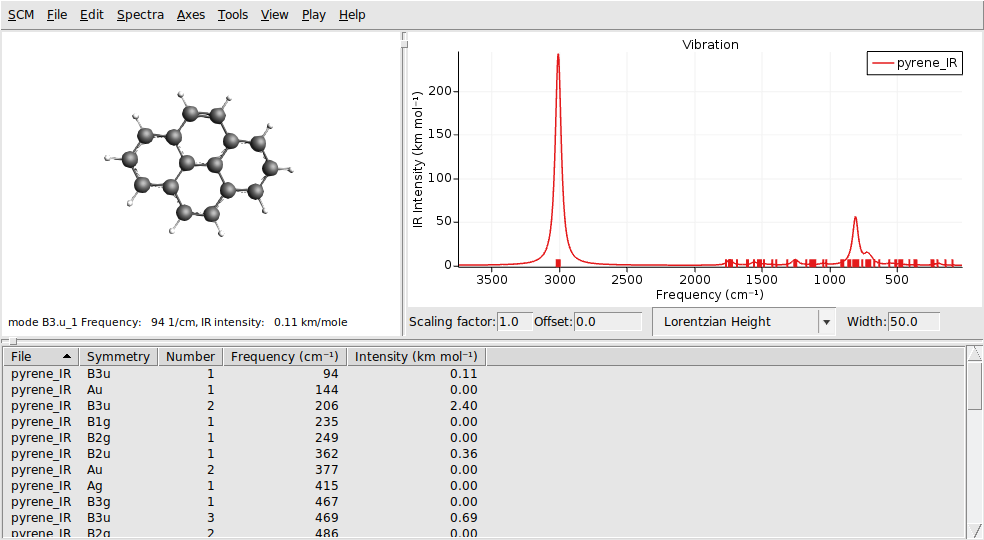 SCM File Edit Spectra Axes Tools View Play Help
Vibration
pyrene_IR
IR Intensity (km mol⁻¹)
200
150
100
50
0
3500 3000 2500 2000 1500 1000 500
Frequency (cm⁻¹)
mode B3.u_1 Frequency: 94 1/cm, IR intensity: 0.11 km/mole
Scaling factor: 1.0 Offset: 0.0 Lorentzian Height Width: 50.0
File Symmetry Number Frequency (cm⁻¹) Intensity (km mol⁻¹)
pyrene_IR B3u 1 94 0.11
pyrene_IR Au 1 144 0.00
pyrene_IR B3u 2 206 2.40
pyrene_IR B1g 1 235 0.00
pyrene_IR B2g 1 249 0.00
pyrene_IR B2u 1 362 0.36
pyrene_IR Au 2 377 0.00
pyrene_IR Ag 1 415 0.00
pyrene_IR B3g 1 467 0.00
pyrene_IR B3u 3 469 0.69
pyrene_IR B2g 2 486 0.00